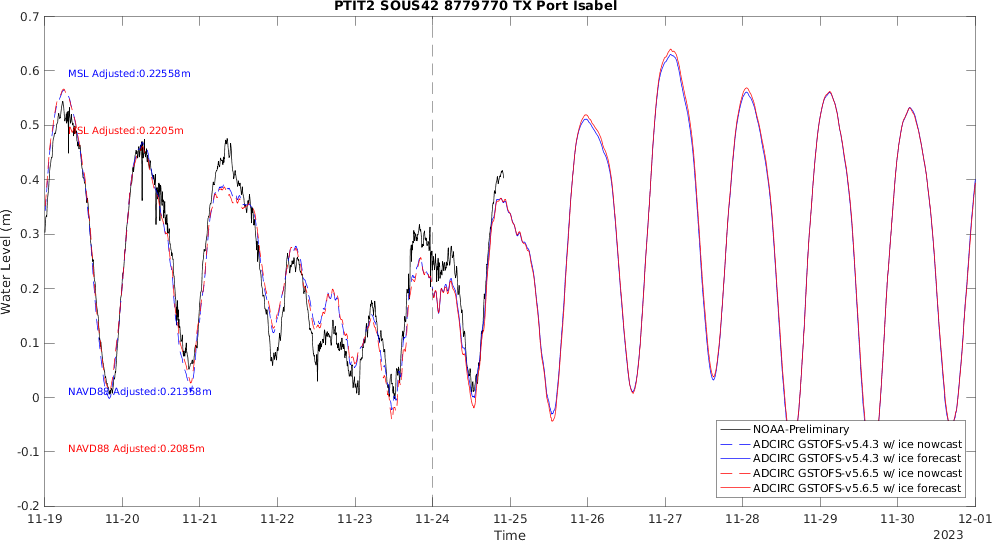 PTIT2 SOUS42 8779770 TX Port Isabel
0.7
0.6
0.5
0.4
0.3
0.2
0.1
0
-0.1
-0.2
Water Level (m)
MSL Adjusted:0.22558m
MSL Adjusted:0.2205m
NAVD88 Adjusted:0.21358m
NAVD88 Adjusted:0.2085m
NOAA-Preliminary
ADCIRC GSTOFS-v5.4.3 w/ ice nowcast
ADCIRC GSTOFS-v5.4.3 w/ ice forecast
ADCIRC GSTOFS-v5.6.5 w/ ice nowcast
ADCIRC GSTOFS-v5.6.5 w/ ice forecast
11-19 11-20 11-21 11-22 11-23 11-24 11-25 11-26 11-27 11-28 11-29 11-30 12-01
Time
2023